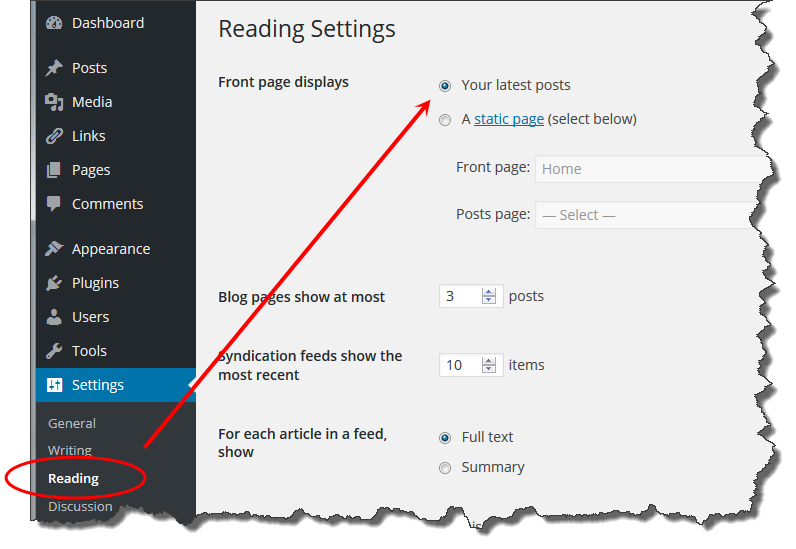 Dashboard
Posts
Media
Links
Pages
Comments
Appearance
Plugins
Users
Tools
Settings
General
Writing
Reading
Discussion
Reading Settings
Front page displays
Your latest posts
A static page (select below)
Front page: Home
Posts page: — Select —
Blog pages show at most 3 posts
Syndication feeds show the
most recent
10 items
For each article in a feed,
show
Full text
Summary